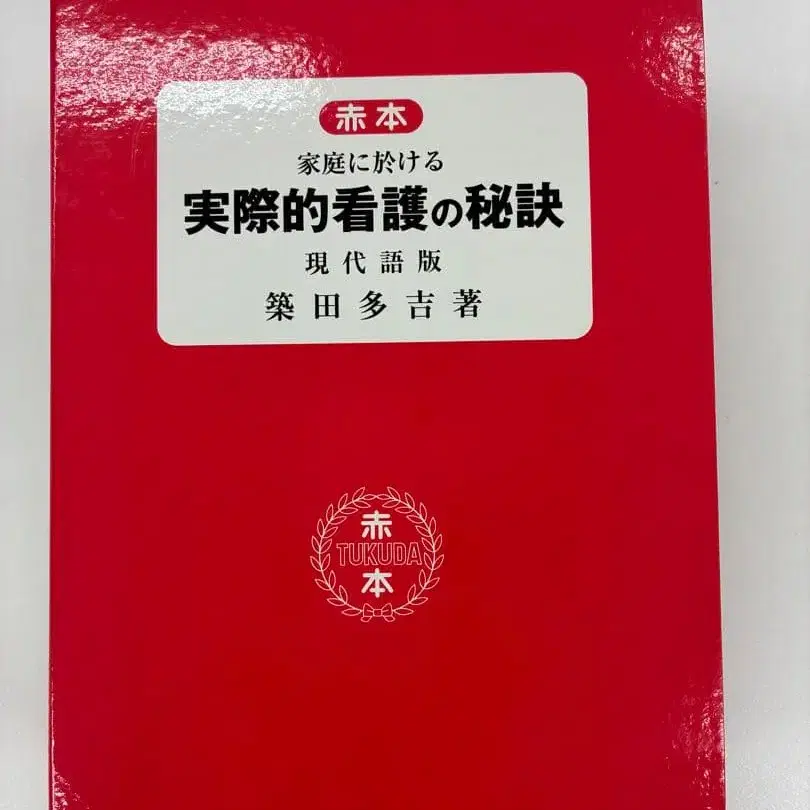 赤本
家庭に於ける
実際的看護の秘訣
現代語版
築田多吉著
赤
TUKUDA
本